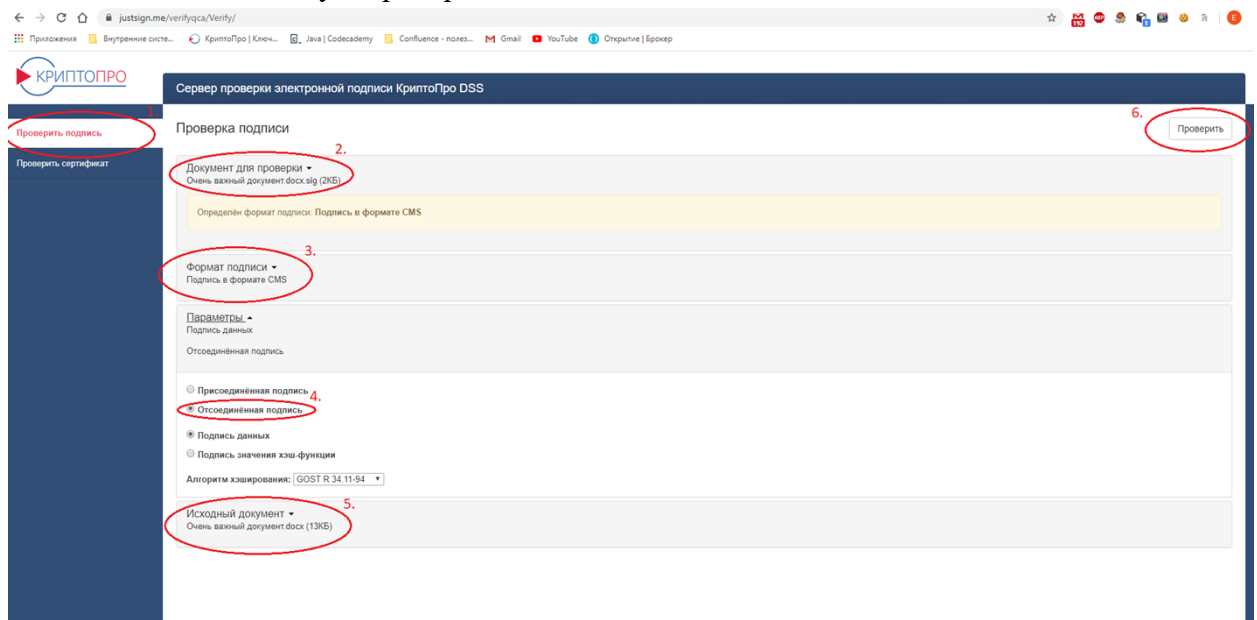 justsign.me/verifyqca/Verify/
Приложения Внутренние систе... КриптоПро | Ключ... Java | Codecademy Confluence - полез... Gmail YouTube Открытие | Брокер
КРИПТОПРО
Сервер проверки электронной подписи КриптоПро DSS
1.
Проверить подпись
Проверить сертификат
Проверка подписи
6.
Проверить
2.
Документ для проверки
Очень важный документ.docx.sig (2КБ)
Определён формат подписи: Подпись в формате CMS
3.
Формат подписи
Подпись в формате CMS
Параметры
Подпись данных
Отсоединённая подпись
Присоединённая подпись
4.
Отсоединённая подпись
Подпись данных
Подпись значения хэш-функции
Алгоритм хэширования: GOST R 34.11-94
5.
Исходный документ
Очень важный документ.docx (13КБ)